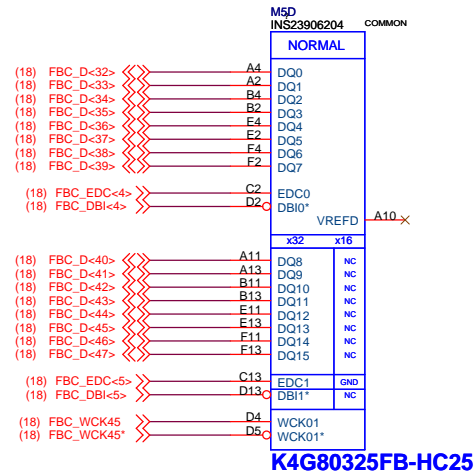 M5D
INS23906204 COMMON
NORMAL
(18) FBC_D<32> A4 DQ0
(18) FBC_D<33> A2 DQ1
(18) FBC_D<34> B4 DQ2
(18) FBC_D<35> B2 DQ3
(18) FBC_D<36> E4 DQ4
(18) FBC_D<37> E2 DQ5
(18) FBC_D<38> F4 DQ6
(18) FBC_D<39> F2 DQ7
(18) FBC_EDC<4> C2 EDC0
(18) FBC_DBI<4> D2 DBI0*
VREFD A10
x32 x16
(18) FBC_D<40> A11 DQ8 NC
(18) FBC_D<41> A13 DQ9 NC
(18) FBC_D<42> B11 DQ10 NC
(18) FBC_D<43> B13 DQ11 NC
(18) FBC_D<44> E11 DQ12 NC
(18) FBC_D<45> E13 DQ13 NC
(18) FBC_D<46> F11 DQ14 NC
(18) FBC_D<47> F13 DQ15 NC
(18) FBC_EDC<5> C13 EDC1 GND
(18) FBC_DBI<5> D13 DBI1* NC
(18) FBC_WCK45 D4 WCK01
(18) FBC_WCK45* D5 WCK01*
K4G80325FB-HC25